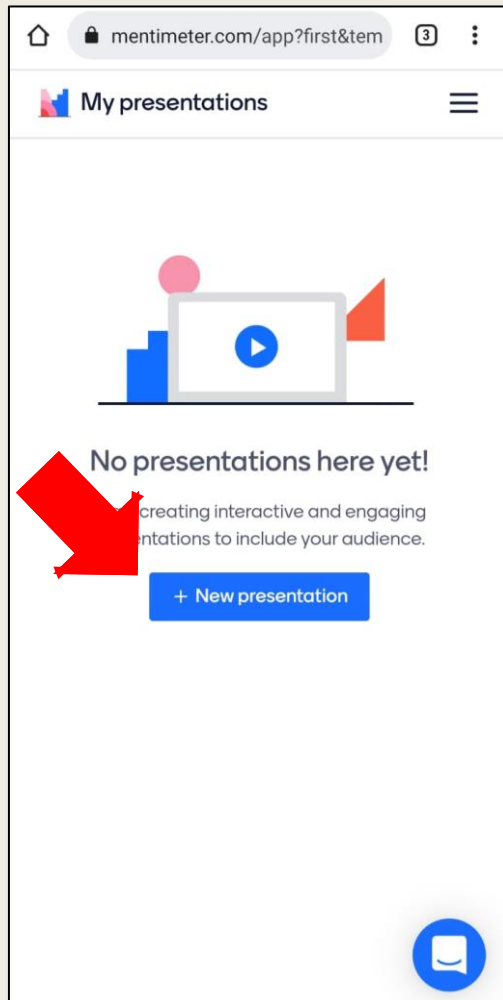 mentimeter.com/app?first&tem 3
My presentations
No presentations here yet!
creating interactive and engaging
to include your audience.
+ New presentation